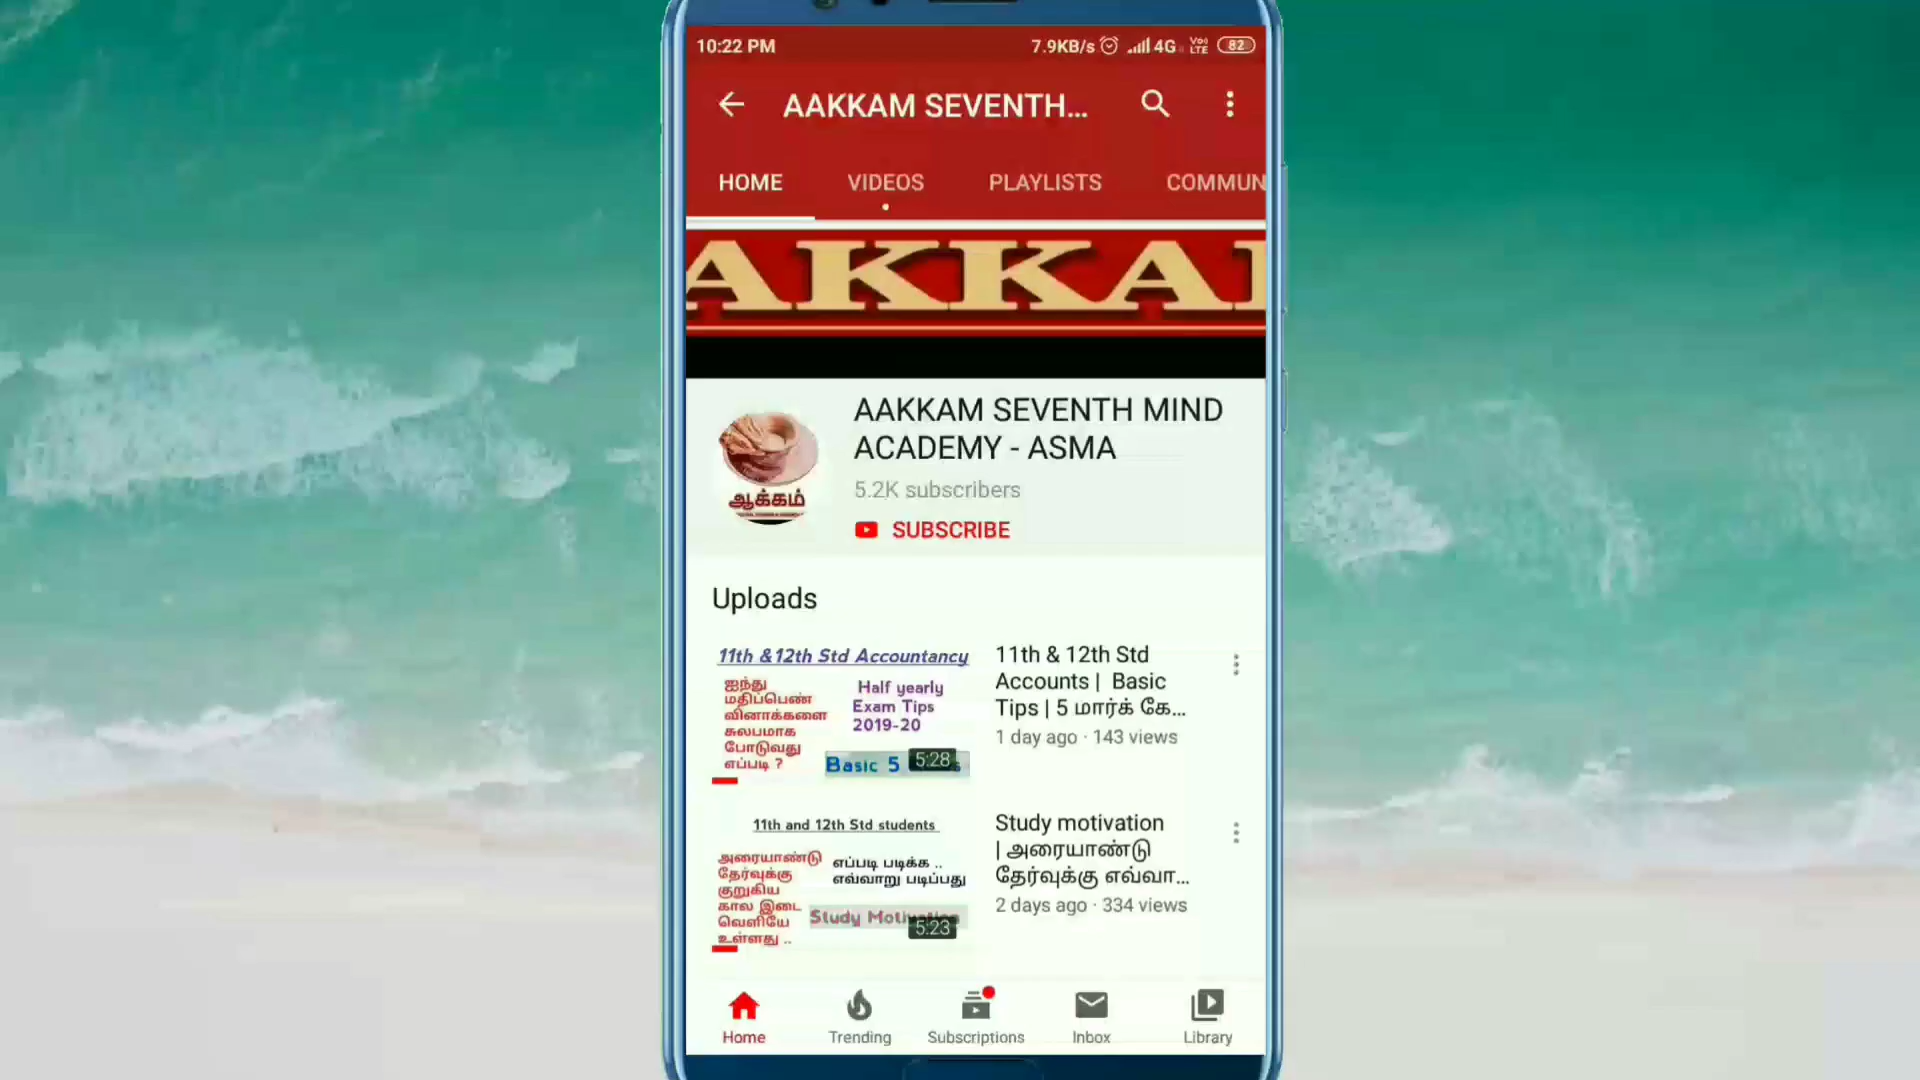 10:22 PM
7.9KB/s 4G Vo) LTE 82
AAKKAM SEVENTH...
HOME VIDEOS PLAYLISTS COMMUN
AKKA
AAKKAM SEVENTH MIND
ACADEMY - ASMA
5.2K subscribers
ஆக்கம்
SUBSCRIBE
Uploads
11th &12th Std Accountancy
ஐந்து
மதிப்பெண்
வினாக்களை
சுலபமாக
போடுவது
எப்படி ?
Half yearly
Exam Tips
2019-20
Basic 5
5:28
11th & 12th Std
Accounts | Basic
Tips | 5 மார்க் கே...
1 day ago · 143 views
11th and 12th Std students
அரையாண்டு
தேர்வுக்கு
குறுகிய
கால இடை
வெளியே
உள்ளது ..
எப்படி படிக்க ..
எவ்வாறு படிப்பது
Study Motivation
5:23
Study motivation
| அரையாண்டு
தேர்வுக்கு எவ்வா...
2 days ago · 334 views
Home Trending Subscriptions Inbox Library